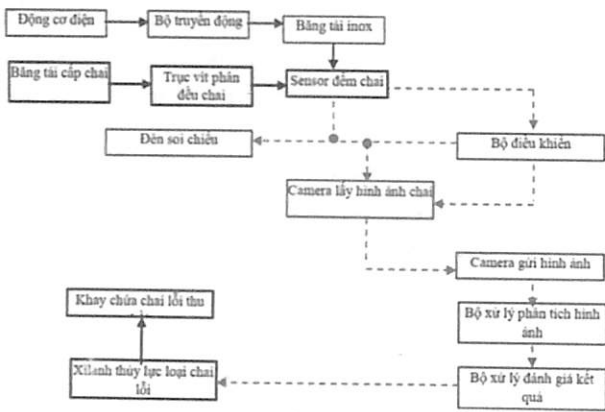 Động cơ điện
Bộ truyền động
Băng tải inox
Băng tải cấp chai
Trục vít phân
đều chai
Sensor đếm chai
Đèn soi chiếu
Bộ điều khiển
Camera lấy hình ảnh chai
Camera gửi hình ảnh
Khay chứa chai lỗi thu
Bộ xử lý phân tích hình
ảnh
Xilanh thủy lực loại chai
lỗi
Bộ xử lý đánh giá kết
quả